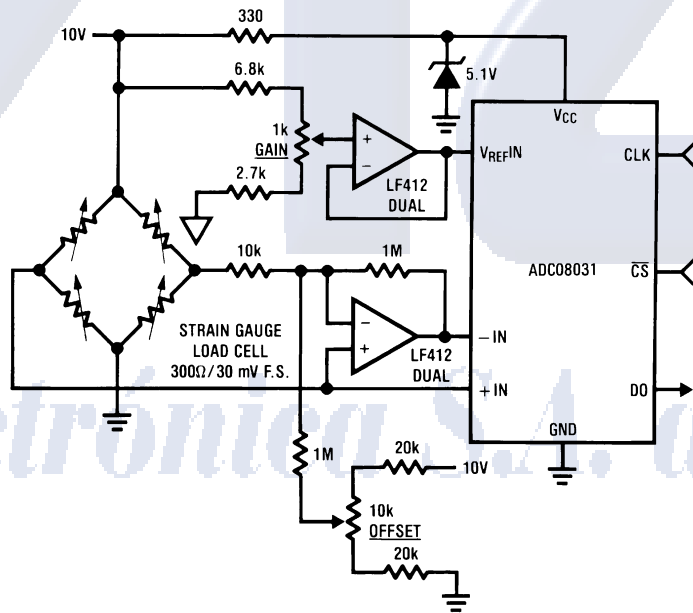 330
10V
6.8k
5.1V
1k
GAIN
2.7k
+
−
LF412
DUAL
VCC
VREFIN
CLK
ADC08031
CS
10k
1M
STRAIN GAUGE
LOAD CELL
300Ω/30 mV F.S.
−
+
LF412
DUAL
−IN
+IN
DO
GND
1M
20k
10V
10k
OFFSET
20k
ctrónica S.A.